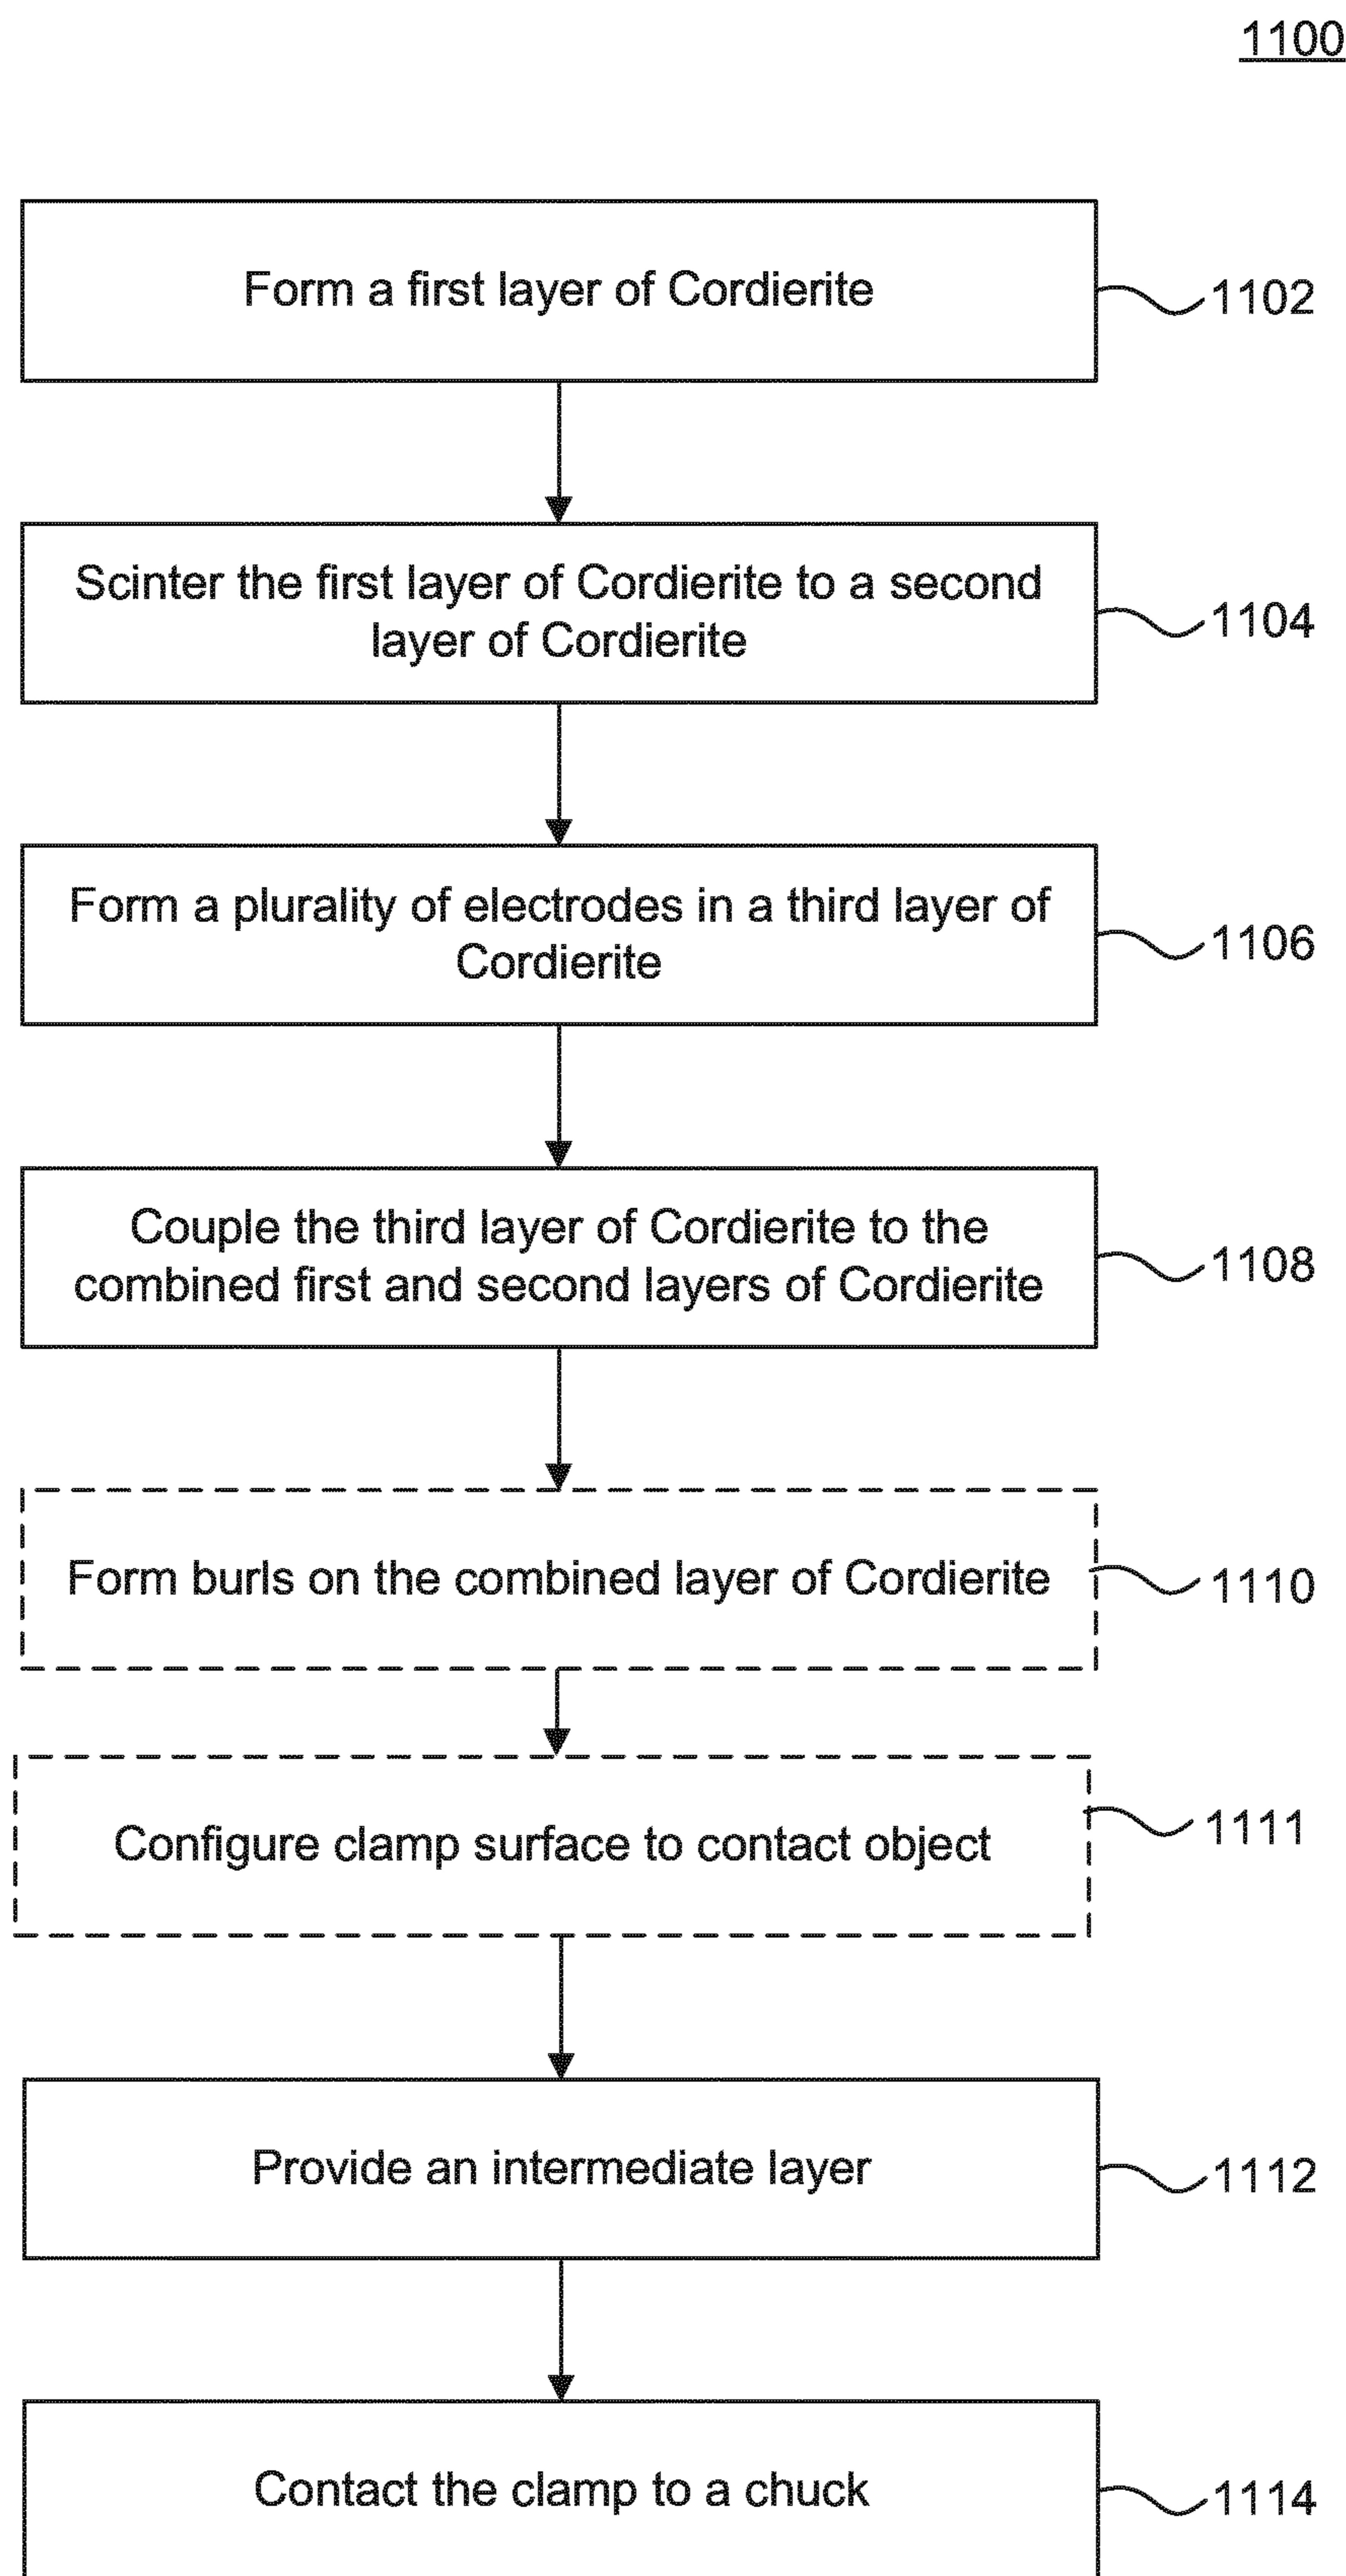 1100
Form a first layer of Cordierite
1102
Scinter the first layer of Cordierite to a second
layer of Cordierite
1104
Form a plurality of electrodes in a third layer of
Cordierite
1106
Couple the third layer of Cordierite to the
combined first and second layers of Cordierite
1108
Form burls on the combined layer of Cordierite
1110
Configure clamp surface to contact object
1111
Provide an intermediate layer
1112
Contact the clamp to a chuck
1114